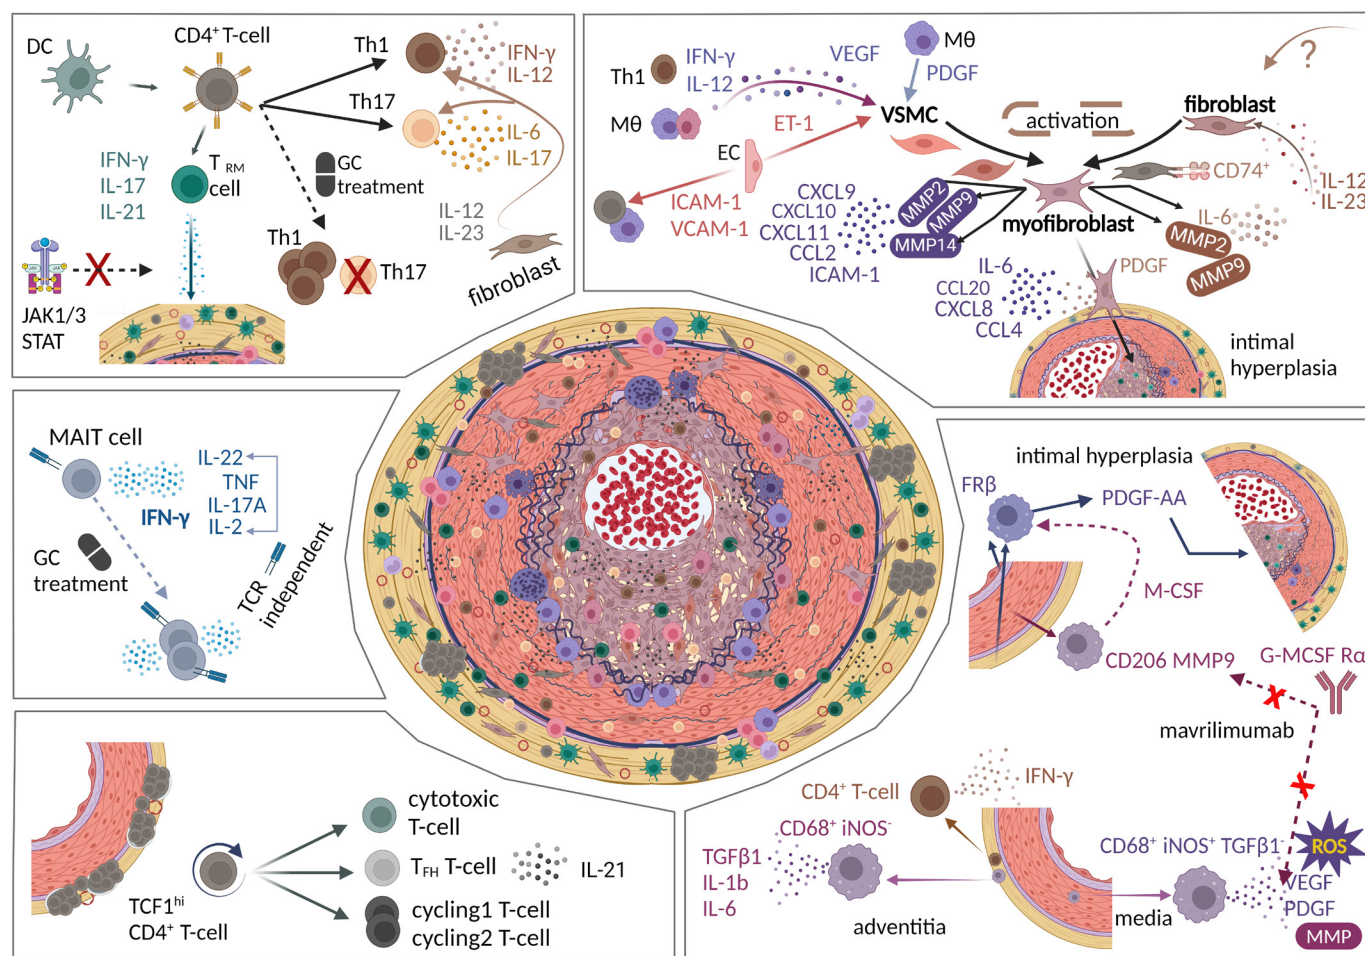 DC
CD4⁺ T-cell
Th1
IFN-γ
IL-12
Th17
IL-6
IL-17
IFN-γ
IL-17
IL-21
T RM
cell
GC
treatment
IL-12
IL-23
Th1
Th17
fibroblast
JAK
JAK
JAK1/3
STAT
Th1
IFN-γ
IL-12
Mθ
VEGF
Mθ
PDGF
VSMC
ET-1
EC
ICAM-1
VCAM-1
activation
fibroblast
?
CD74⁺
IL-12
IL-23
CXCL9
CXCL10
CXCL11
CCL2
ICAM-1
MMP2
MMP9
MMP14
myofibroblast
IL-6
MMP2
MMP9
PDGF
IL-6
CCL20
CXCL8
CCL4
intimal
hyperplasia
MAIT cell
IL-22
TNF
IL-17A
IL-2
IFN-γ
GC
treatment
TCR
independent
intimal hyperplasia
FRβ
PDGF-AA
M-CSF
CD206 MMP9
G-MCSF Rα
mavrilimumab
TCF1ʰⁱ
CD4⁺ T-cell
cytotoxic
T-cell
TFH T-cell
IL-21
cycling1 T-cell
cycling2 T-cell
CD4⁺ T-cell
IFN-γ
CD68⁺ iNOS⁻
TGFβ1
IL-1b
IL-6
adventitia
CD68⁺ iNOS⁺ TGFβ1⁻
ROS
VEGF
PDGF
MMP
media